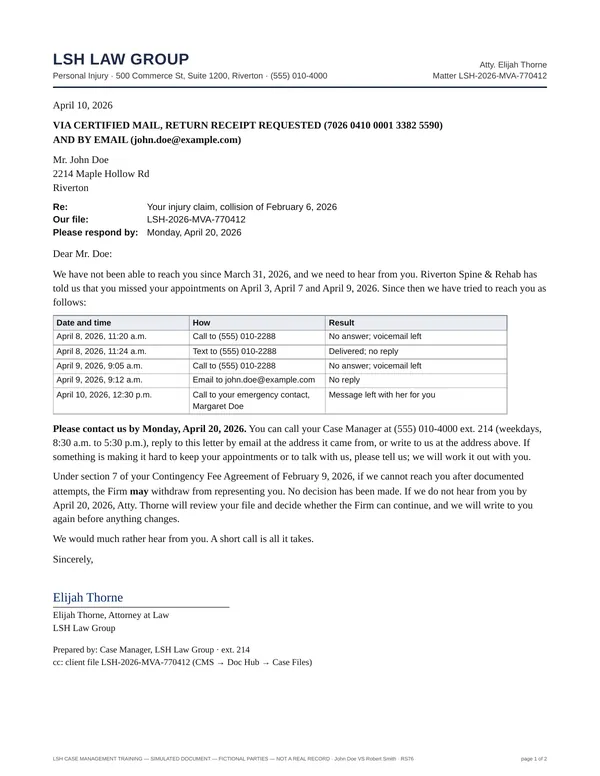 LSH LAW GROUP
Personal Injury · 500 Commerce St, Suite 1200, Riverton · (555) 010-4000
Atty. Elijah Thorne
Matter LSH-2026-MVA-770412
April 10, 2026
VIA CERTIFIED MAIL, RETURN RECEIPT REQUESTED (7026 0410 0001 3382 5590)
AND BY EMAIL (john.doe@example.com)
Mr. John Doe
2214 Maple Hollow Rd
Riverton
Re: Your injury claim, collision of February 6, 2026
Our file: LSH-2026-MVA-770412
Please respond by: Monday, April 20, 2026
Dear Mr. Doe:
We have not been able to reach you since March 31, 2026, and we need to hear from you. Riverton Spine & Rehab has
told us that you missed your appointments on April 3, April 7 and April 9, 2026. Since then we have tried to reach you as
follows:
Date and time How Result
April 8, 2026, 11:20 a.m. Call to (555) 010-2288 No answer; voicemail left
April 8, 2026, 11:24 a.m. Text to (555) 010-2288 Delivered; no reply
April 9, 2026, 9:05 a.m. Call to (555) 010-2288 No answer; voicemail left
April 9, 2026, 9:12 a.m. Email to john.doe@example.com No reply
April 10, 2026, 12:30 p.m. Call to your emergency contact, Message left with her for you
Margaret Doe
Please contact us by Monday, April 20, 2026. You can call your Case Manager at (555) 010-4000 ext. 214 (weekdays,
8:30 a.m. to 5:30 p.m.), reply to this letter by email at the address it came from, or write to us at the address above. If
something is making it hard to keep your appointments or to talk with us, please tell us; we will work it out with you.
Under section 7 of your Contingency Fee Agreement of February 9, 2026, if we cannot reach you after documented
attempts, the Firm may withdraw from representing you. No decision has been made. If we do not hear from you by
April 20, 2026, Atty. Thorne will review your file and decide whether the Firm can continue, and we will write to you
again before anything changes.
We would much rather hear from you. A short call is all it takes.
Sincerely,
Elijah Thorne
Elijah Thorne, Attorney at Law
LSH Law Group
Prepared by: Case Manager, LSH Law Group · ext. 214
cc: client file LSH-2026-MVA-770412 (CMS → Doc Hub → Case Files)
LSH CASE MANAGEMENT TRAINING — SIMULATED DOCUMENT — FICTIONAL PARTIES — NOT A REAL RECORD · John Doe VS Robert Smith · RS76
page 1 of 2